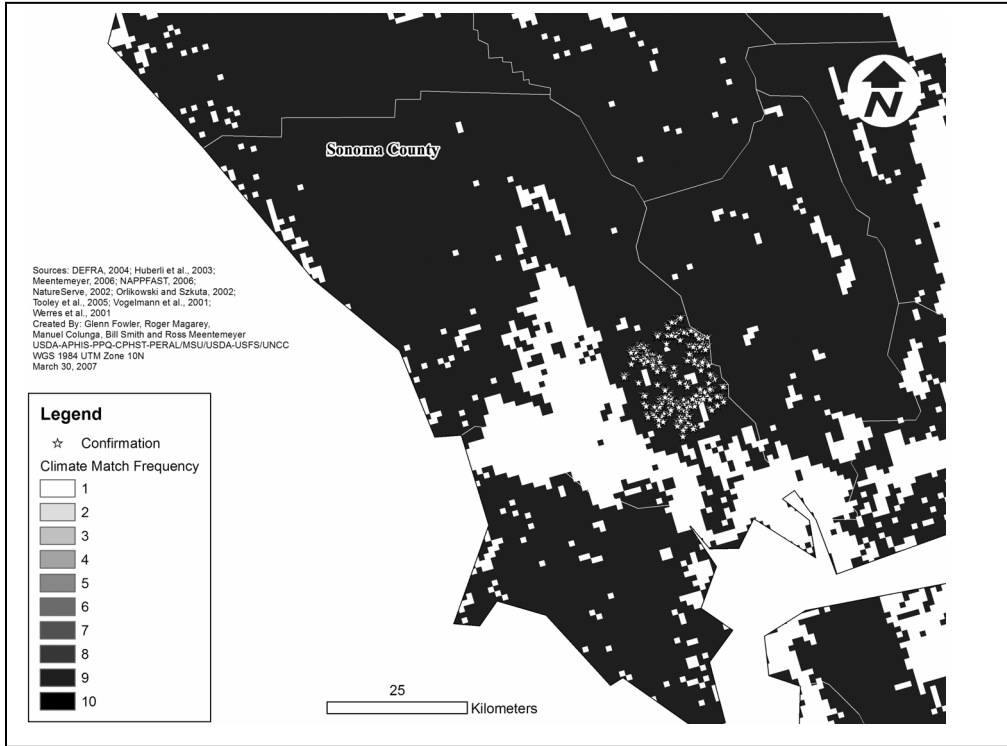 N
Sonoma County
Sources: DEFRA, 2004; Huberli et al., 2003;
Meentemeyer, 2006; NAPPFAST, 2006;
NatureServe, 2002; Orlikowski and Szkuta, 2002;
Tooley et al., 2005; Vogelmann et al., 2001;
Werres et al., 2001
Created By: Glenn Fowler, Roger Magarey,
Manuel Colunga, Bill Smith and Ross Meentemeyer
USDA-APHIS-PPQ-CPHST-PERAL/MSU/USDA-USFS/UNCC
WGS 1984 UTM Zone 10N
March 30, 2007
Legend
Confirmation
Climate Match Frequency
1
2
3
4
5
6
7
8
9
10
25
Kilometers